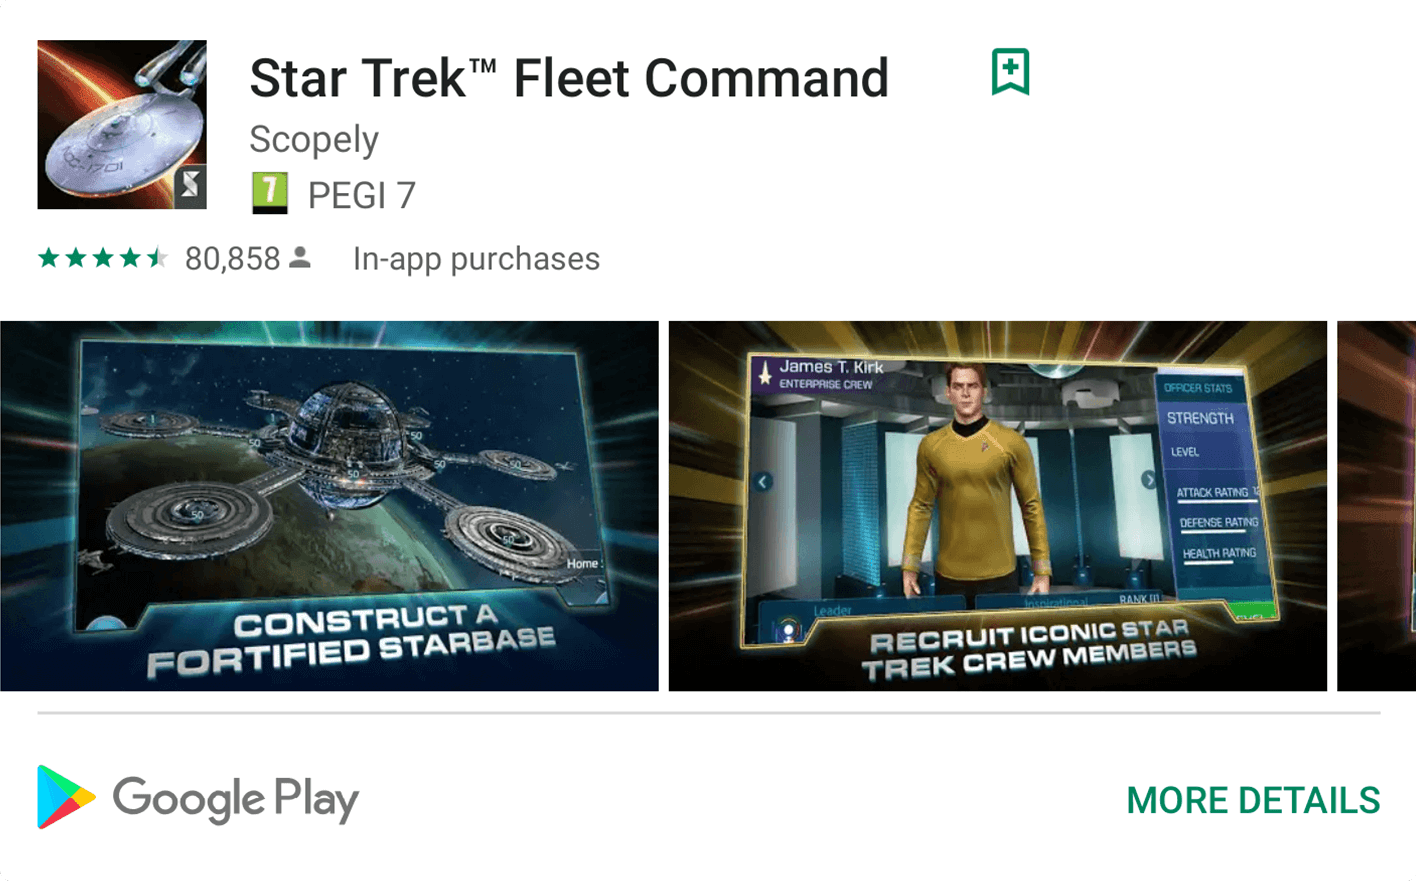 Star Trek™ Fleet Command
Scopely
7 PEGI 7
80,858 In-app purchases
NCC-1701
50
50
50
50
50
50
50
Home
CONSTRUCT A
FORTIFIED STARBASE
James T. Kirk
ENTERPRISE CREW
OFFICER STATS
STRENGTH
LEVEL
ATTACK RATING
DEFENSE RATING
HEALTH RATING
Leader
Inspirational
RANK III
RECRUIT ICONIC STAR
TREK CREW MEMBERS
Google Play
MORE DETAILS